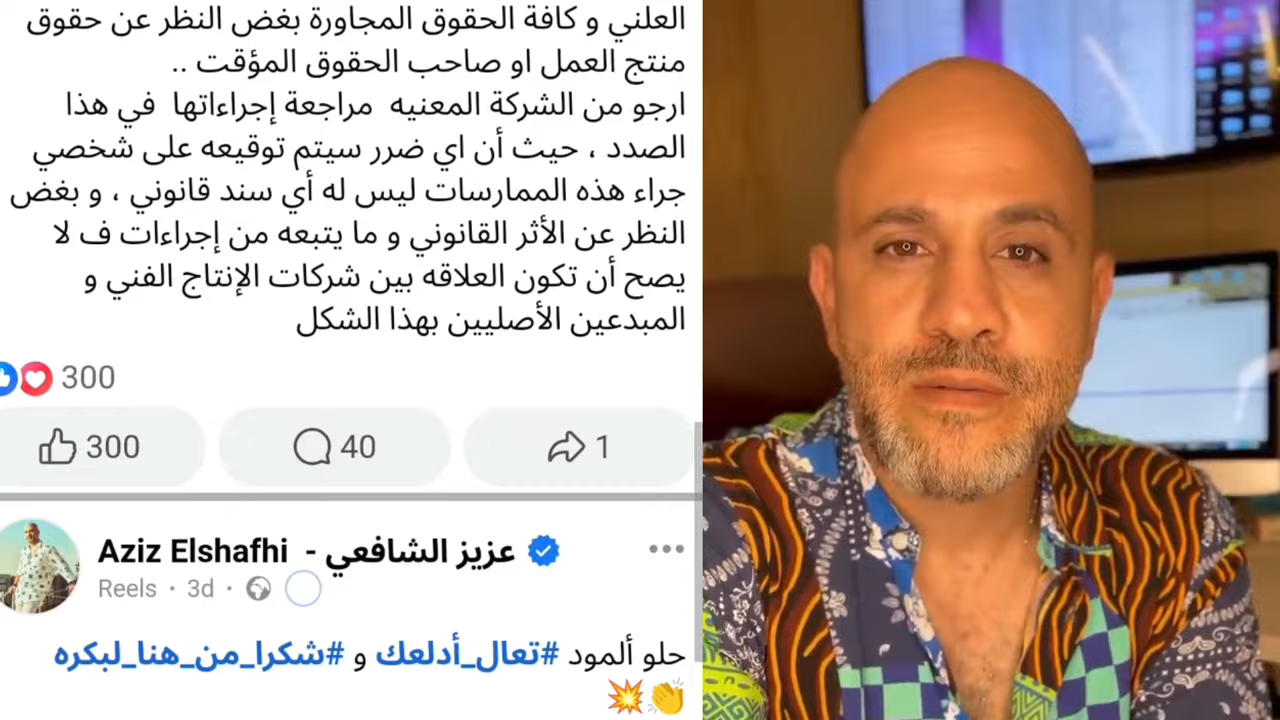 العلني و كافة الحقوق المجاورة بغض النظر عن حقوق
منتج العمل او صاحب الحقوق المؤقت ..
ارجو من الشركة المعنيه مراجعة إجراءاتها في هذا
الصدد ، حيث أن اي ضرر سيتم توقيعه على شخصي
جراء هذه الممارسات ليس له أي سند قانوني ، و بغض
النظر عن الأثر القانوني و ما يتبعه من إجراءات ف لا
يصح أن تكون العلاقه بين شركات الإنتاج الفني و
المبدعين الأصليين بهذا الشكل
300
300 40 1
Aziz Elshafhi - عزيز الشافعي
Reels · 3d ·
حلو ألمود #تعال_أدلعك و #شكرا_من_هنا_لبكره